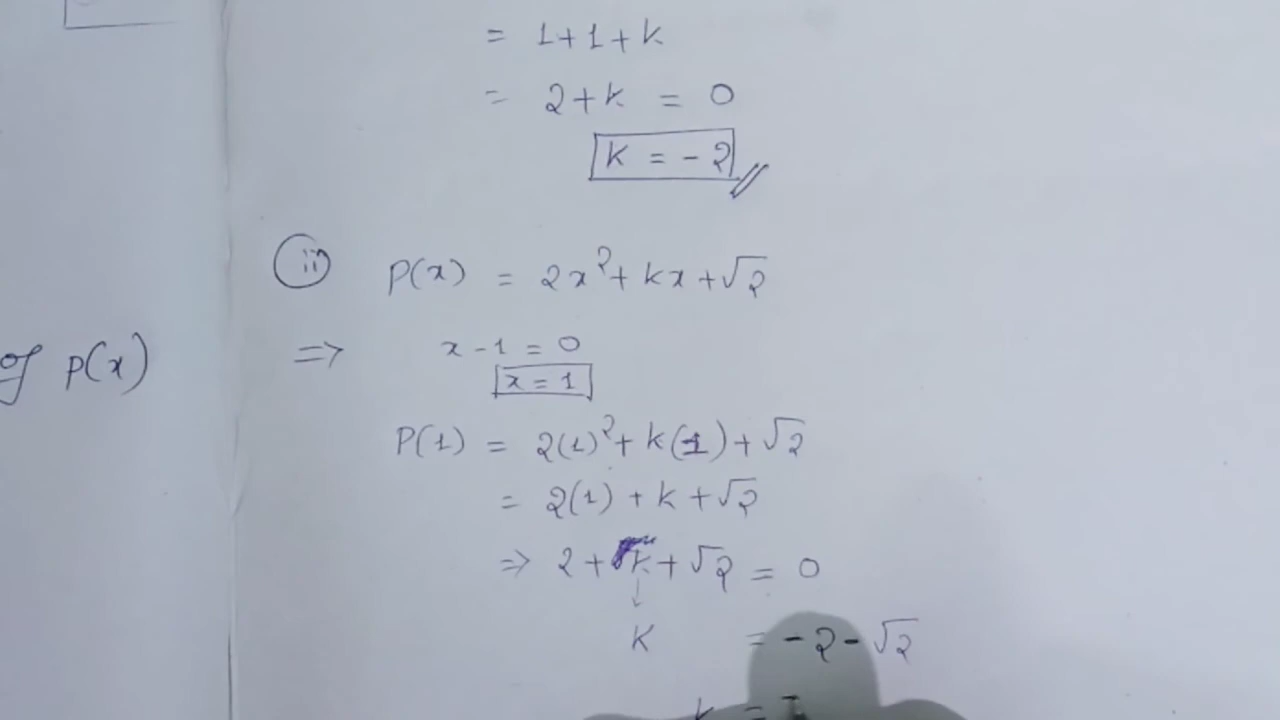 = 1+1+k
= 2+k = 0
k = -2
ii) P(x) = 2x²+kx+√2
of p(x)
=> x-1 = 0
x = 1
P(1) = 2(1)²+k(1)+√2
= 2(1)+k+√2
=> 2+k+√2 = 0
K = -2-√2
k =